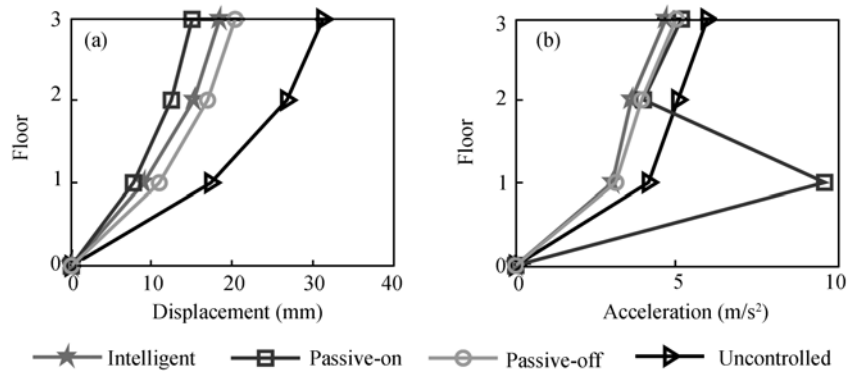 3
(a)
2
Floor
1
0
0
10
20
30
40
Displacement (mm)
3
(b)
2
Floor
1
0
0
5
10
Acceleration (m/s²)
Intelligent
Passive-on
Passive-off
Uncontrolled